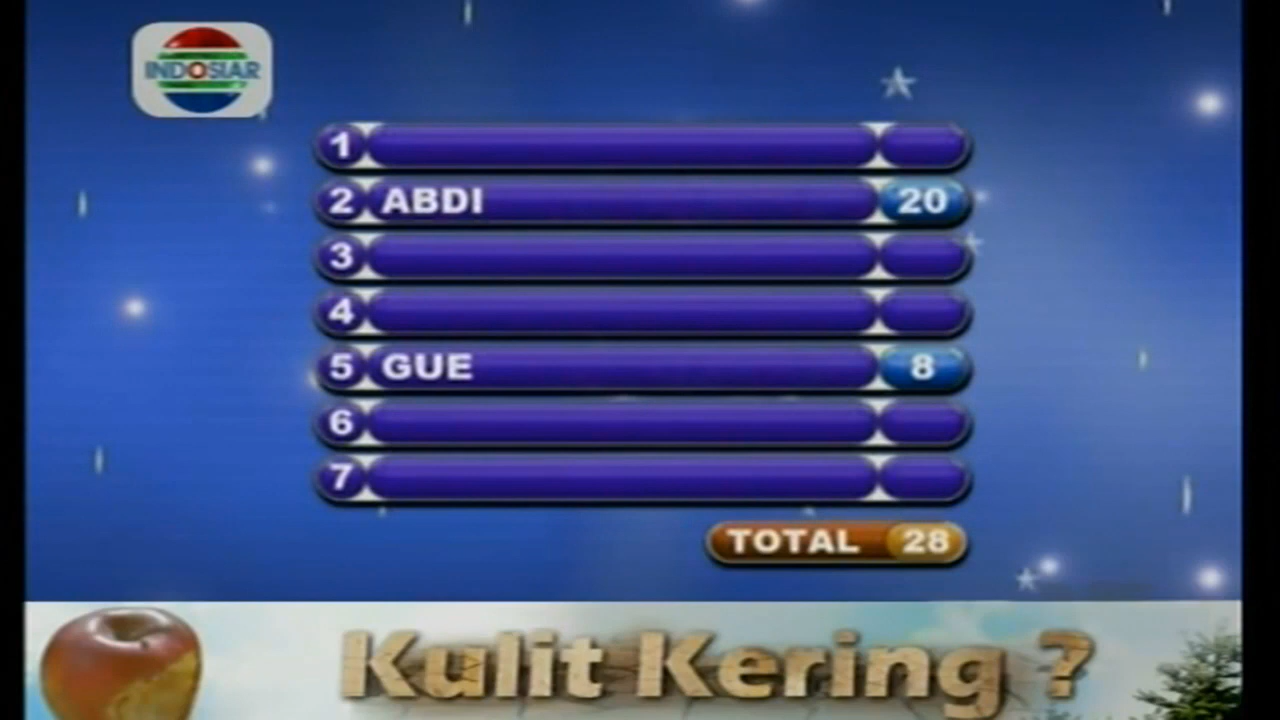 INDOSIAR
1
2 ABDI 20
3
4
5 GUE 8
6
7
TOTAL 28
Kulit Kering ?